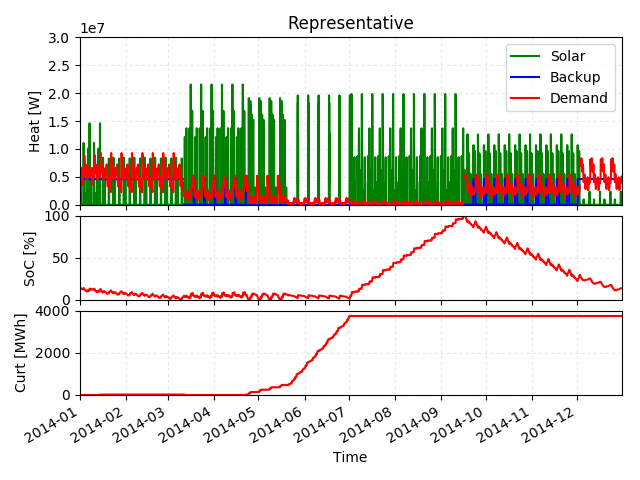 Representative
1e7
3.0
2.5
2.0
1.5
1.0
0.5
0.0
Heat [W]
Solar
Backup
Demand
100
50
0
SoC [%]
4000
2000
0
Curt [MWh]
2014-01
2014-02
2014-03
2014-04
2014-05
2014-06
2014-07
2014-08
2014-09
2014-10
2014-11
2014-12
Time